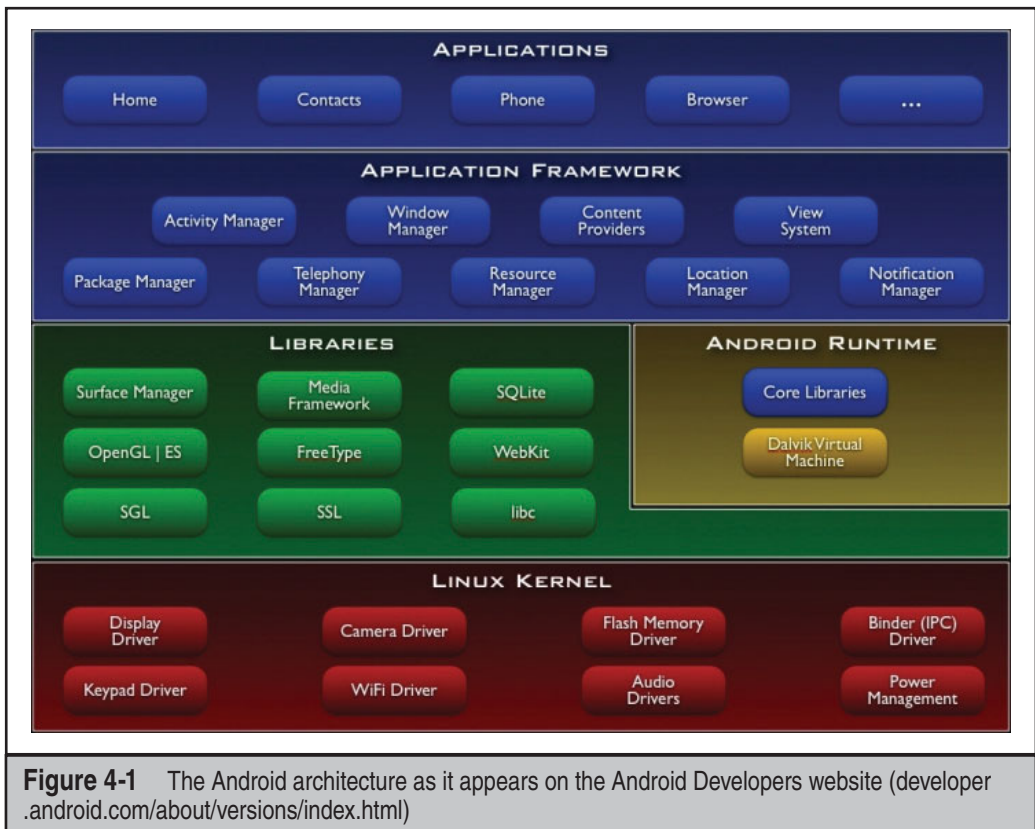 APPLICATIONS
Home
Contacts
Phone
Browser
...
APPLICATION FRAMEWORK
Activity Manager
Window
Manager
Content
Providers
View
System
Package Manager
Telephony
Manager
Resource
Manager
Location
Manager
Notification
Manager
LIBRARIES
Surface Manager
Media
Framework
SQLite
OpenGL | ES
FreeType
WebKit
SGL
SSL
libc
ANDROID RUNTIME
Core Libraries
Dalvik Virtual
Machine
LINUX KERNEL
Display
Driver
Camera Driver
Flash Memory
Driver
Binder (IPC)
Driver
Keypad Driver
WiFi Driver
Audio
Drivers
Power
Management
Figure 4-1 The Android architecture as it appears on the Android Developers website (developer
.android.com/about/versions/index.html)